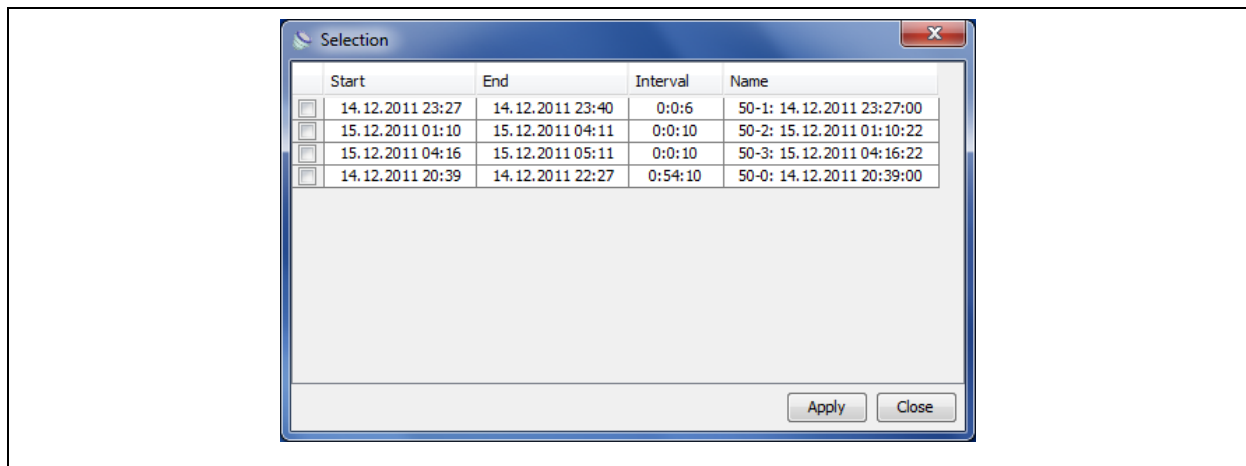 Selection
Start End Interval Name
14.12.2011 23:27 14.12.2011 23:40 0:0:6 50-1: 14.12.2011 23:27:00
15.12.2011 01:10 15.12.2011 04:11 0:0:10 50-2: 15.12.2011 01:10:22
15.12.2011 04:16 15.12.2011 05:11 0:0:10 50-3: 15.12.2011 04:16:22
14.12.2011 20:39 14.12.2011 22:27 0:54:10 50-0: 14.12.2011 20:39:00
Apply Close